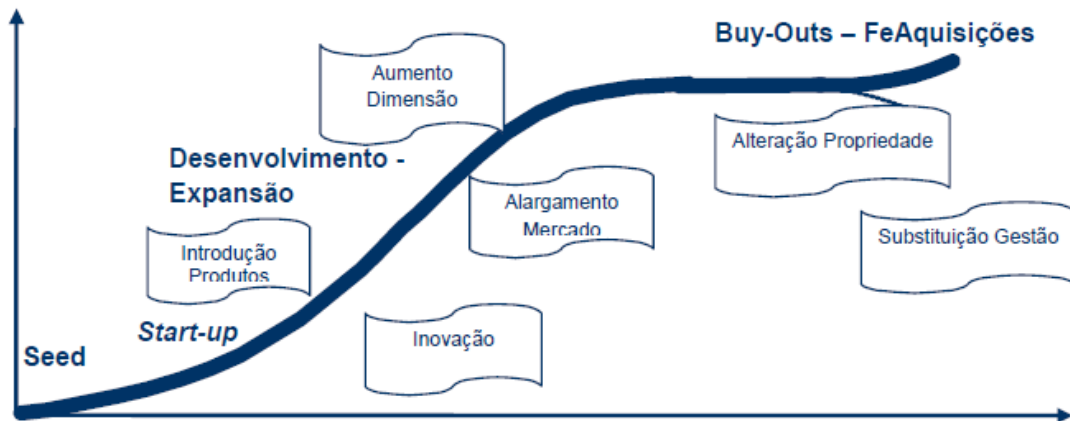 Buy-Outs – FeAquisições
Aumento
Dimensão
Alteração Propriedade
Desenvolvimento -
Expansão
Alargamento
Mercado
Substituição Gestão
Introdução
Produtos
Start-up
Inovação
Seed